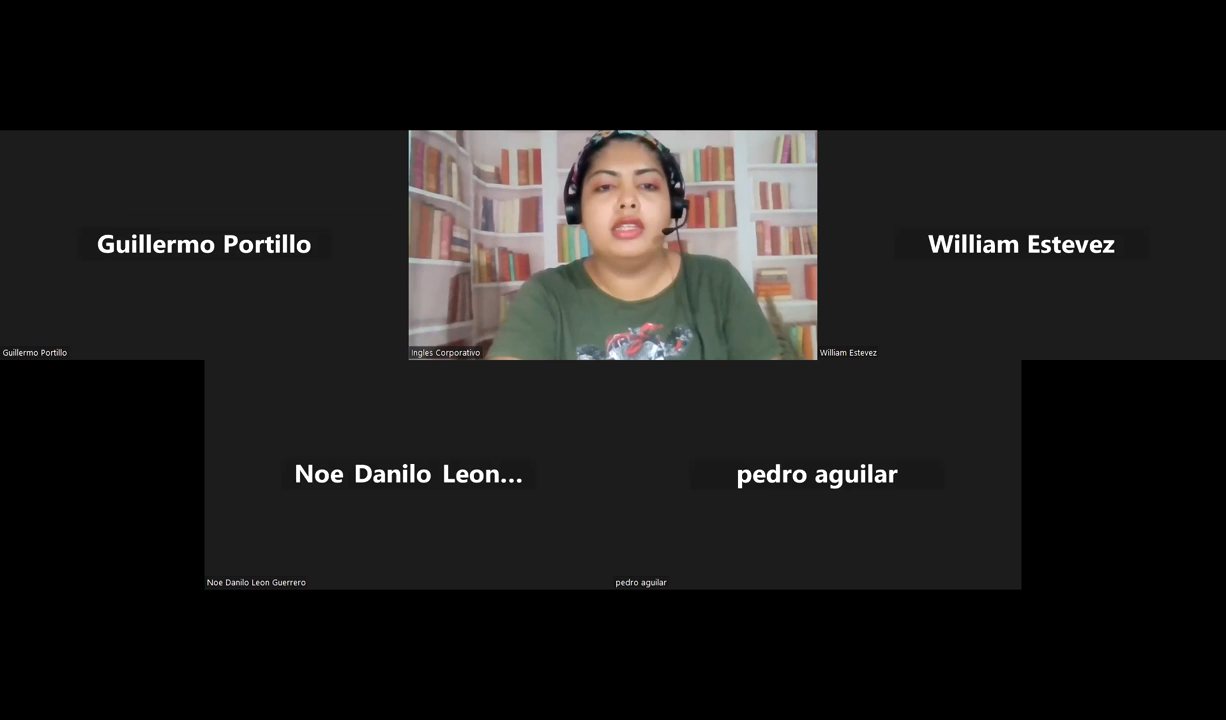 Guillermo Portillo
William Estevez
Guillermo Portillo
Ingles Corporativo
William Estevez
Noe Danilo Leon...
pedro aguilar
Noe Danilo Leon Guerrero
pedro aguilar